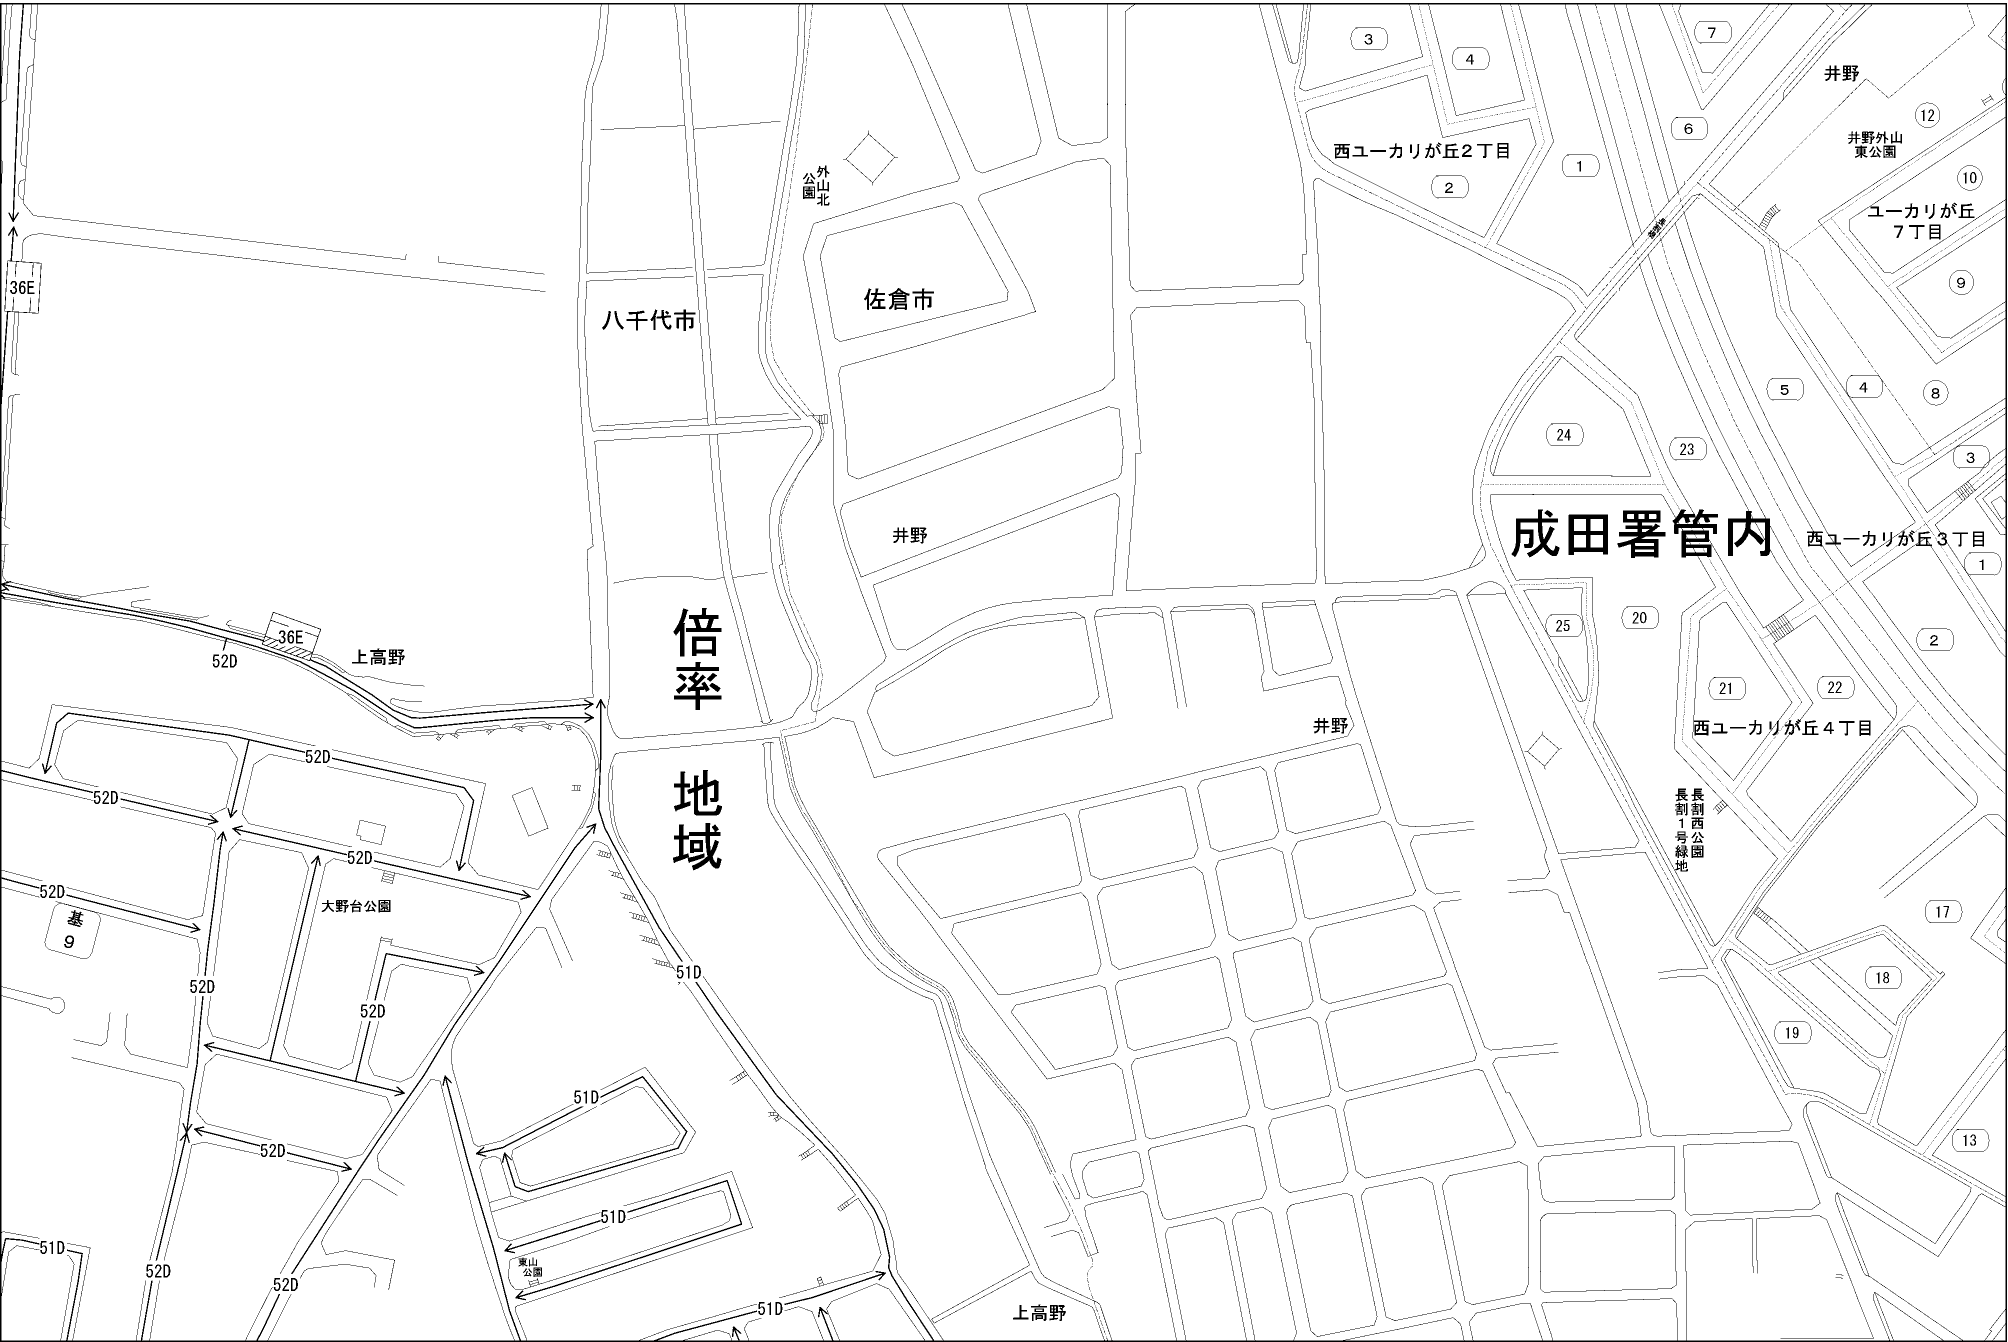 3
4
7
6
井野
12
井野外山
東公園
西ユーカリが丘2丁目
1
2
10
ユーカリが丘
7丁目
9
外山北
公園
36E
八千代市
佐倉市
5
4
8
24
23
3
成田署管内
井野
西ユーカリが丘3丁目
1
25
20
2
倍率
地域
36E
52D
上高野
21
22
井野
西ユーカリが丘4丁目
52D
52D
長割西公園
長割1号緑地
52D
52D
大野台公園
基
9
17
51D
52D
52D
18
19
51D
52D
13
51D
51D
52D
52D
東山
公園
51D
上高野